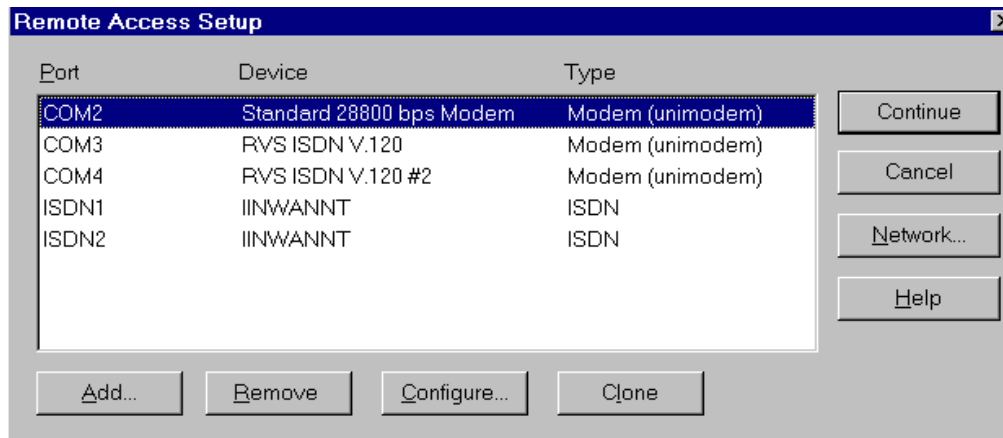 Remote Access Setup
Port Device Type
COM2 Standard 28800 bps Modem Modem (unimodem)
COM3 RVS ISDN V.120 Modem (unimodem)
COM4 RVS ISDN V.120 #2 Modem (unimodem)
ISDN1 IINWANNT ISDN
ISDN2 IINWANNT ISDN
Continue
Cancel
Network...
Help
Add... Remove Configure... Clone